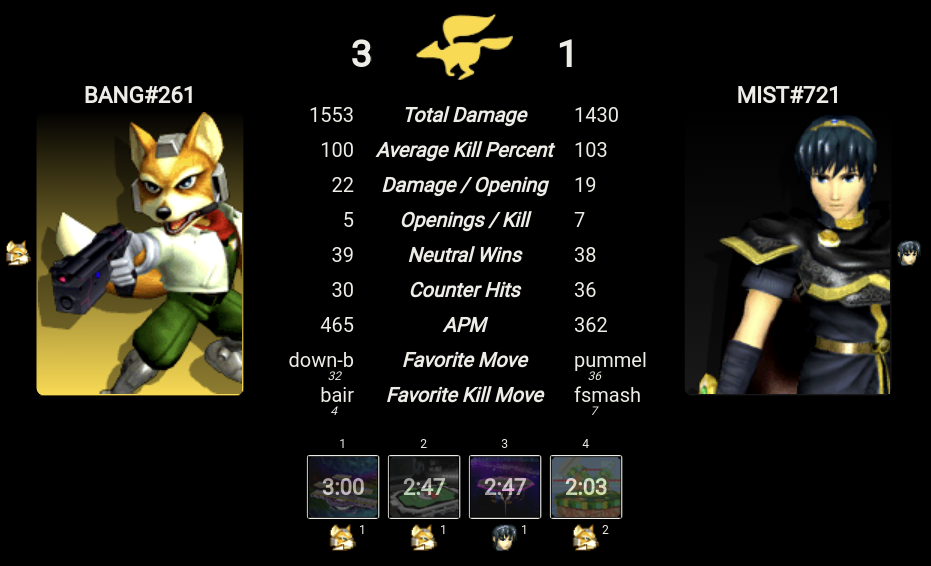 3 1
BANG#261
MIST#721
1553 Total Damage 1430
100 Average Kill Percent 103
22 Damage / Opening 19
5 Openings / Kill 7
39 Neutral Wins 38
30 Counter Hits 36
465 APM 362
down-b Favorite Move pummel
32 36
bair Favorite Kill Move fsmash
4 7
1 2 3 4
3:00 2:47 2:47 2:03
1 1 1 2